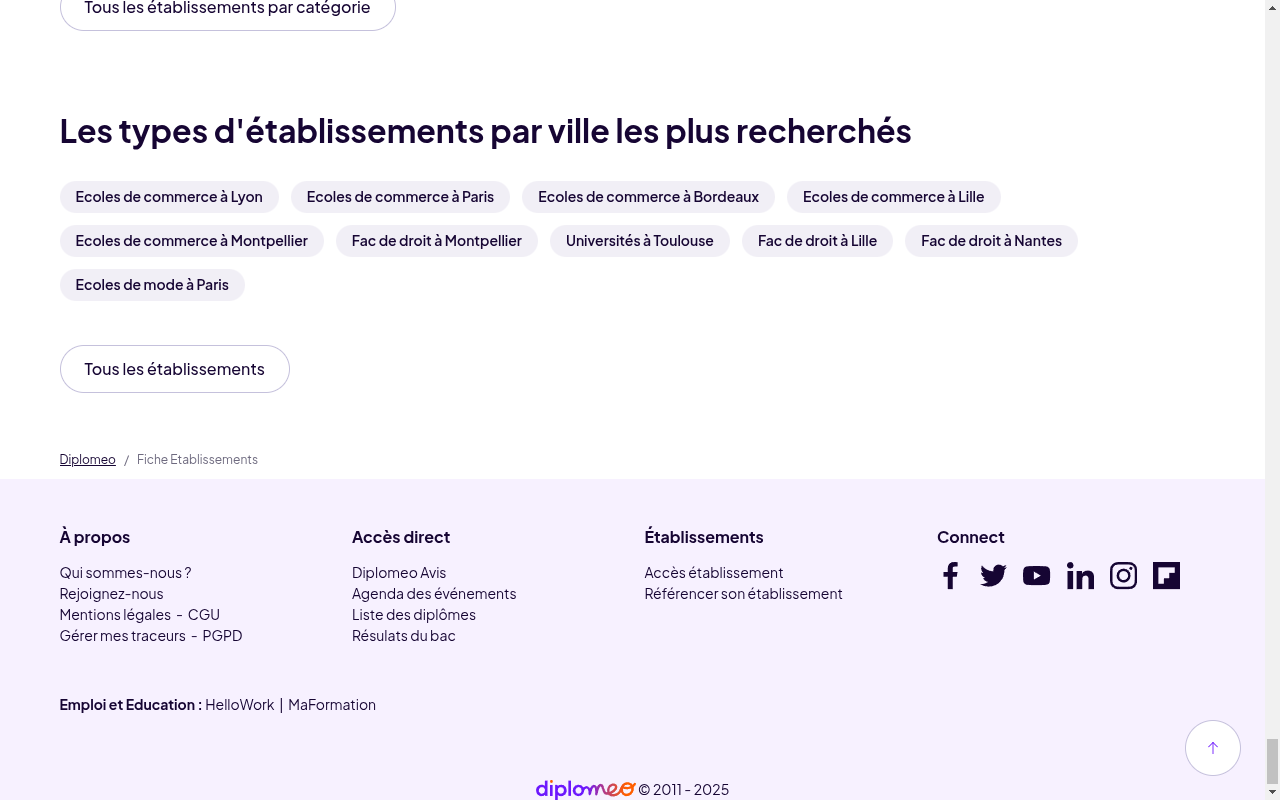 Tous les établissements par catégorie
Les types d'établissements par ville les plus recherchés
Ecoles de commerce à Lyon
Ecoles de commerce à Paris
Ecoles de commerce à Bordeaux
Ecoles de commerce à Lille
Ecoles de commerce à Montpellier
Fac de droit à Montpellier
Universités à Toulouse
Fac de droit à Lille
Fac de droit à Nantes
Ecoles de mode à Paris
Tous les établissements
Diplomeo / Fiche Etablissements
À propos
Qui sommes-nous ?
Rejoignez-nous
Mentions légales - CGU
Gérer mes traceurs - PGPD
Accès direct
Diplomeo Avis
Agenda des événements
Liste des diplômes
Résulats du bac
Établissements
Accès établissement
Référencer son établissement
Connect
Emploi et Education : HelloWork | MaFormation
diplomeo © 2011 - 2025